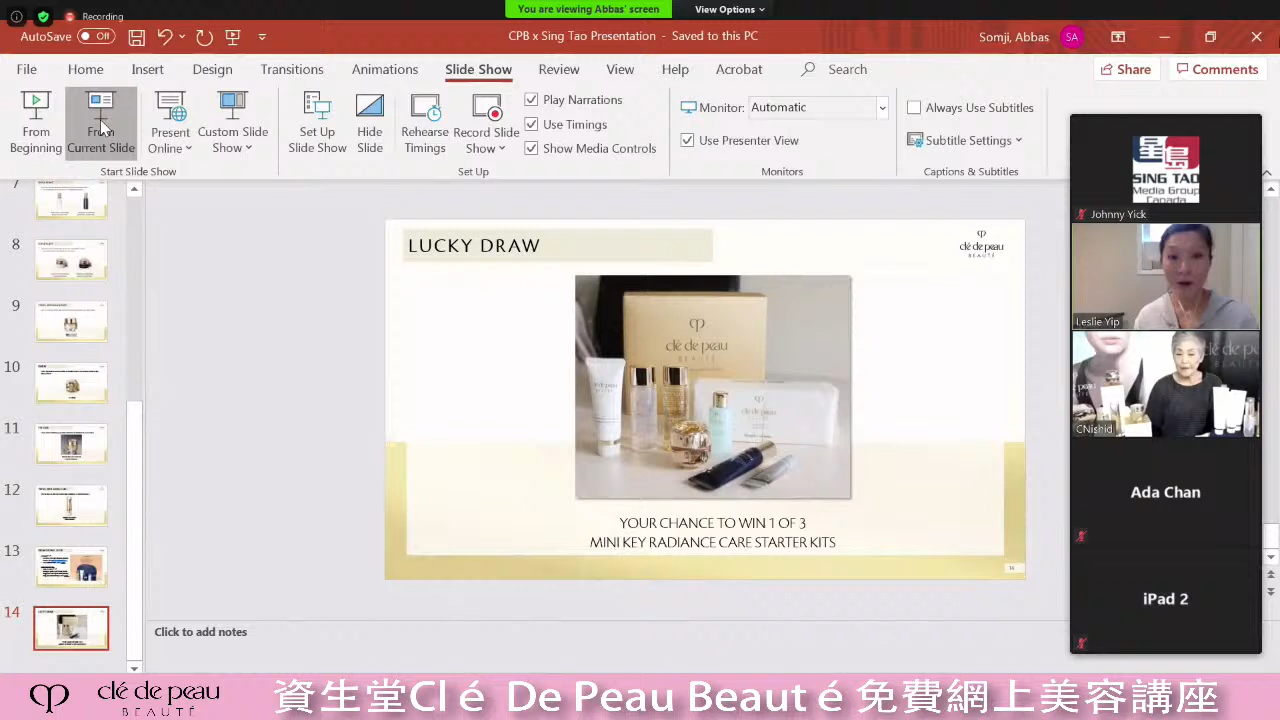 Recording
You are viewing Abbas' screen
View Options
AutoSave Off
CPB x Sing Tao Presentation - Saved to this PC
Somji, Abbas SA
File Home Insert Design Transitions Animations Slide Show Review View Help Acrobat Search
Share Comments
From Beginning
From Current Slide
Present Online
Custom Slide Show
Set Up Slide Show
Hide Slide
Rehearse Timings
Record Slide Show
Play Narrations
Use Timings
Show Media Controls
Monitor: Automatic
Use Presenter View
Always Use Subtitles
Subtitle Settings
Start Slide Show
Set Up
Monitors
Captions & Subtitles
星島
SING TAO
Media Group
Canada
Johnny Yick
Leslie Yip
CNishid
Ada Chan
iPad 2
7
8
9
10
11
12
13
14
LUCKY DRAW
clé de peau
BEAUTÉ
clé de peau
BEAUTÉ
YOUR CHANCE TO WIN 1 OF 3
MINI KEY RADIANCE CARE STARTER KITS
14
Click to add notes
clé de peau
BEAUTÉ
資生堂Clé De Peau Beauté 免費網上美容講座